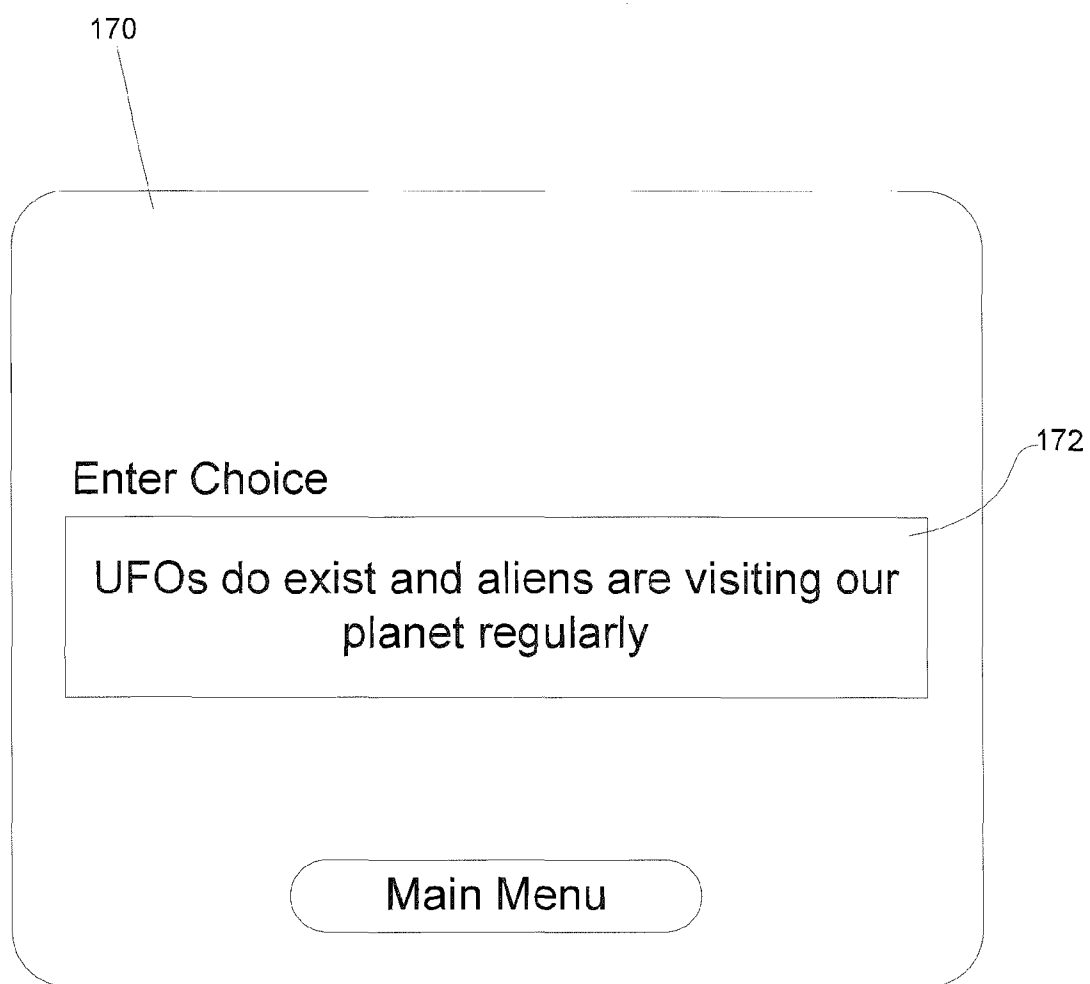 170
172
Enter Choice
UFOs do exist and aliens are visiting our
planet regularly
Main Menu